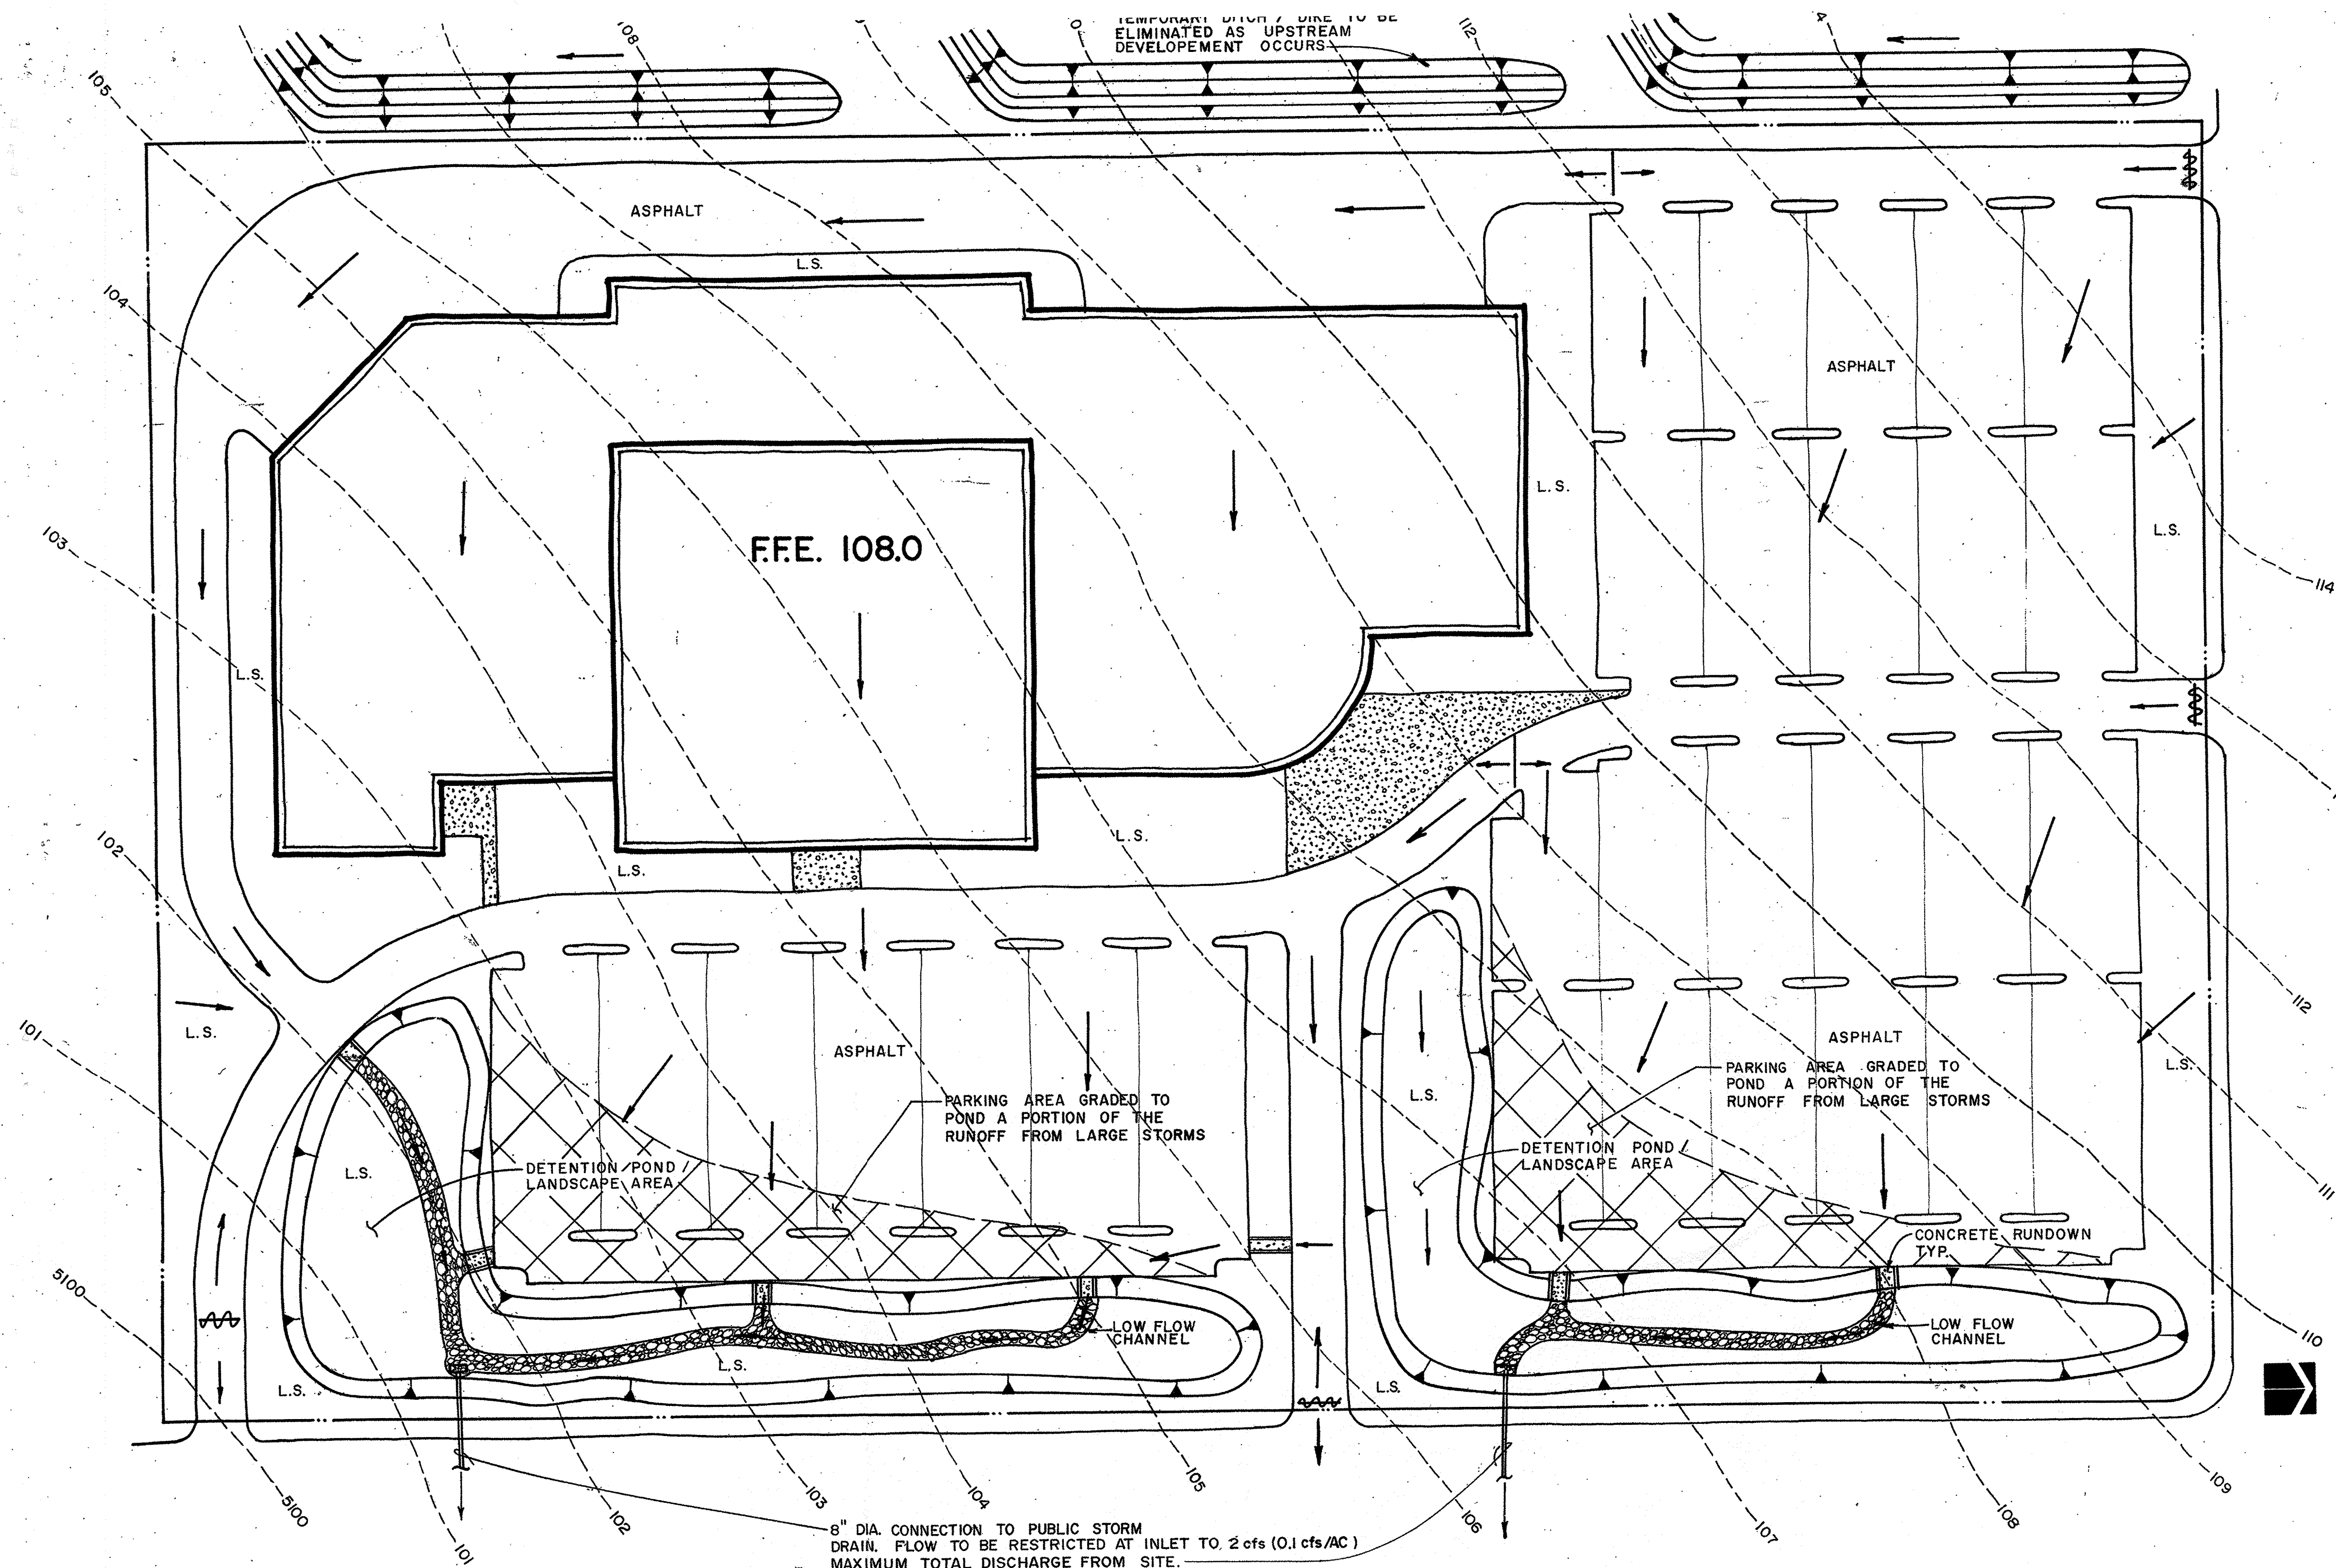 TEMPORARY DITCH / DIKE TO BE
ELIMINATED AS UPSTREAM
DEVELOPEMENT OCCURS
105
108
0
112
4
ASPHALT
L.S.
104
ASPHALT
L.S.
F.F.E. 108.0
L.S.
103
114
L.S.
102
L.S.
L.S.
112
101
L.S.
ASPHALT
ASPHALT
L.S.
PARKING AREA GRADED TO
POND A PORTION OF THE
RUNOFF FROM LARGE STORMS
PARKING AREA GRADED TO
POND A PORTION OF THE
RUNOFF FROM LARGE STORMS
L.S.
L.S.
DETENTION POND /
LANDSCAPE AREA
DETENTION POND /
LANDSCAPE AREA
111
CONCRETE RUNDOWN
TYP.
5100
LOW FLOW
CHANNEL
LOW FLOW
CHANNEL
110
L.S.
L.S.
L.S.
5100
101
102
103
104
105
106
107
108
109
8" DIA. CONNECTION TO PUBLIC STORM
DRAIN. FLOW TO BE RESTRICTED AT INLET TO 2 cfs (0.1 cfs/AC)
MAXIMUM TOTAL DISCHARGE FROM SITE.